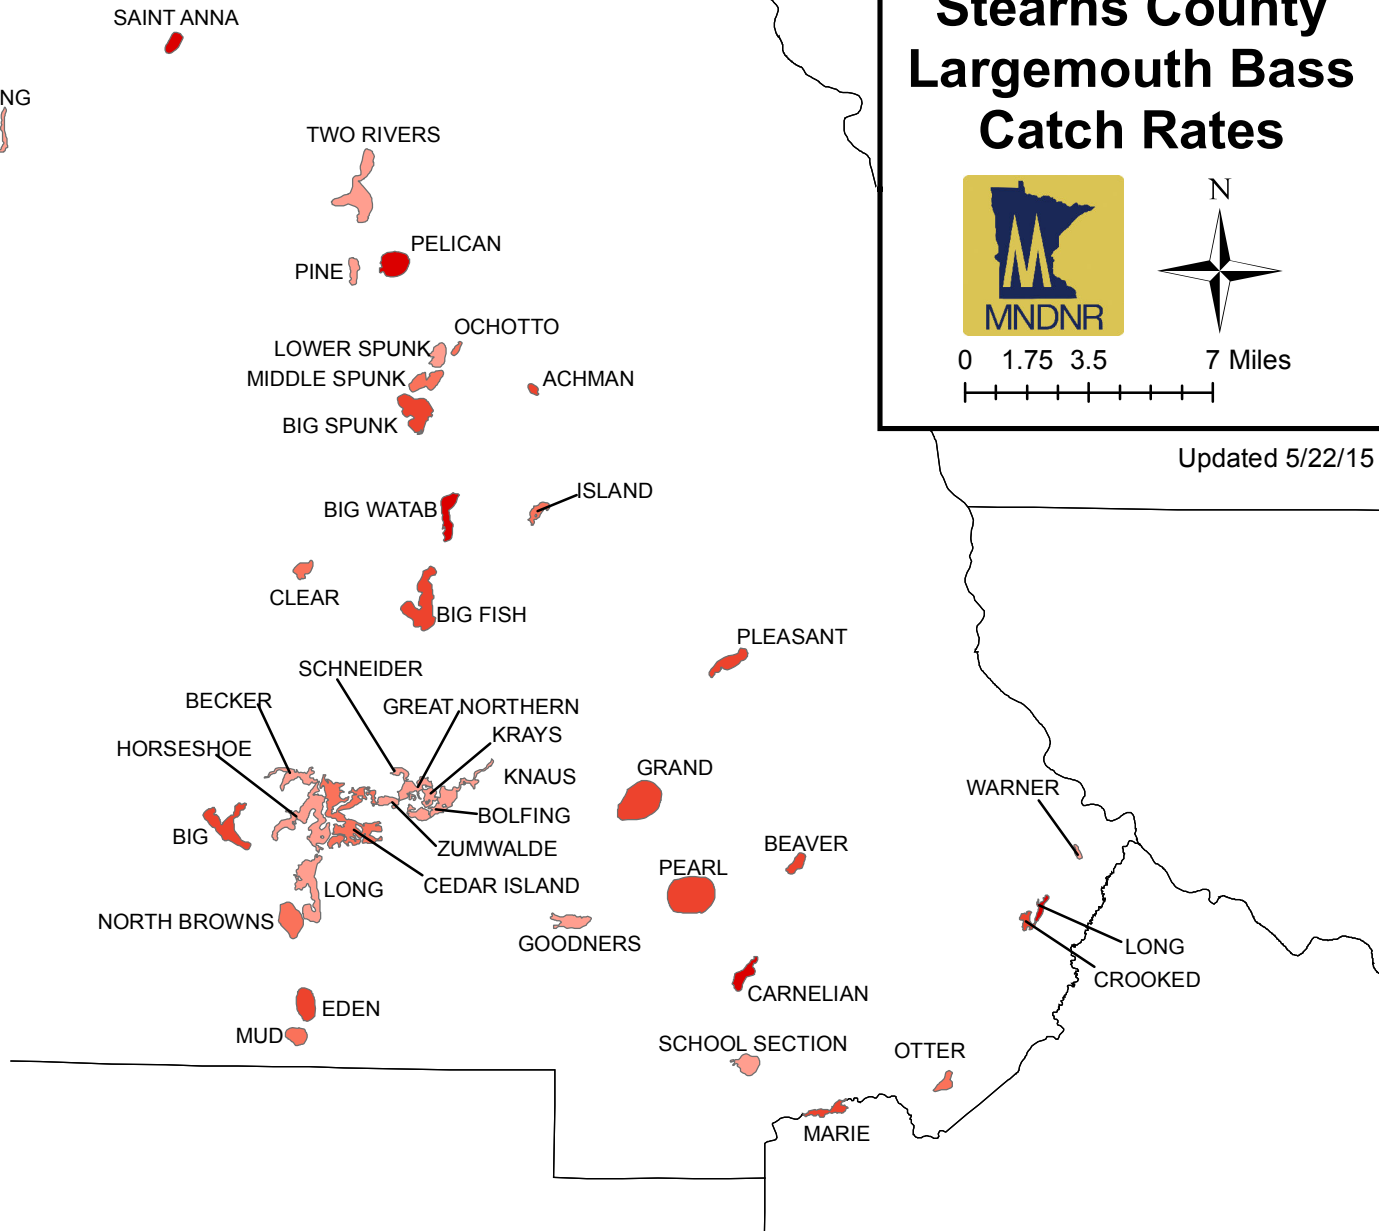 Stearns County
Largemouth Bass
Catch Rates
N
MNDNR
0 1.75 3.5 7 Miles
Updated 5/22/15
SAINT ANNA
NG
TWO RIVERS
PELICAN
PINE
OCHOTTO
LOWER SPUNK
MIDDLE SPUNK
ACHMAN
BIG SPUNK
ISLAND
BIG WATAB
CLEAR
BIG FISH
PLEASANT
SCHNEIDER
BECKER
GREAT NORTHERN
KRAYS
HORSESHOE
KNAUS
GRAND
WARNER
BOLFING
BIG
ZUMWALDE
BEAVER
PEARL
CEDAR ISLAND
LONG
NORTH BROWNS
GOODNERS
LONG
CROOKED
CARNELIAN
EDEN
MUD
SCHOOL SECTION
OTTER
MARIE